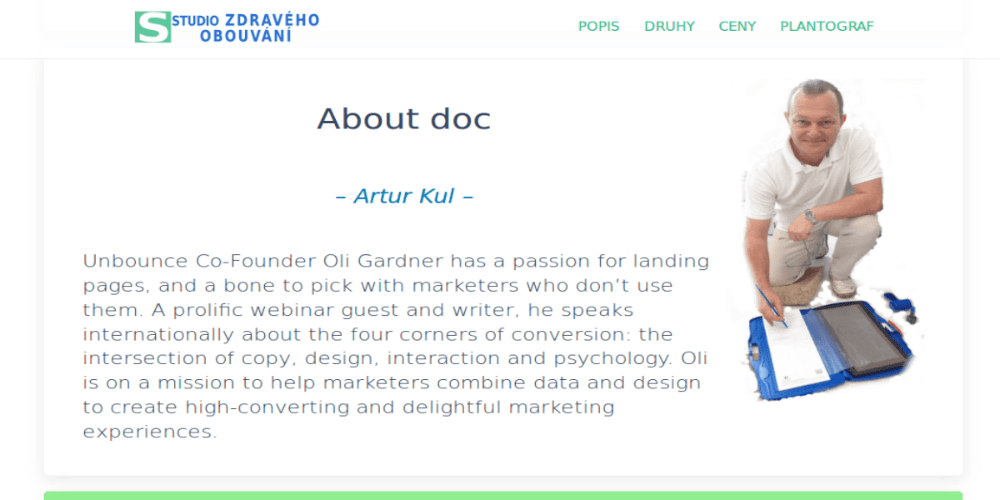 S STUDIO ZDRAVÉHO
OBOUVÁNÍ
POPIS DRUHY CENY PLANTOGRAF
About doc
– Artur Kul –
Unbounce Co-Founder Oli Gardner has a passion for landing
pages, and a bone to pick with marketers who don't use
them. A prolific webinar guest and writer, he speaks
internationally about the four corners of conversion: the
intersection of copy, design, interaction and psychology. Oli
is on a mission to help marketers combine data and design
to create high-converting and delightful marketing
experiences.